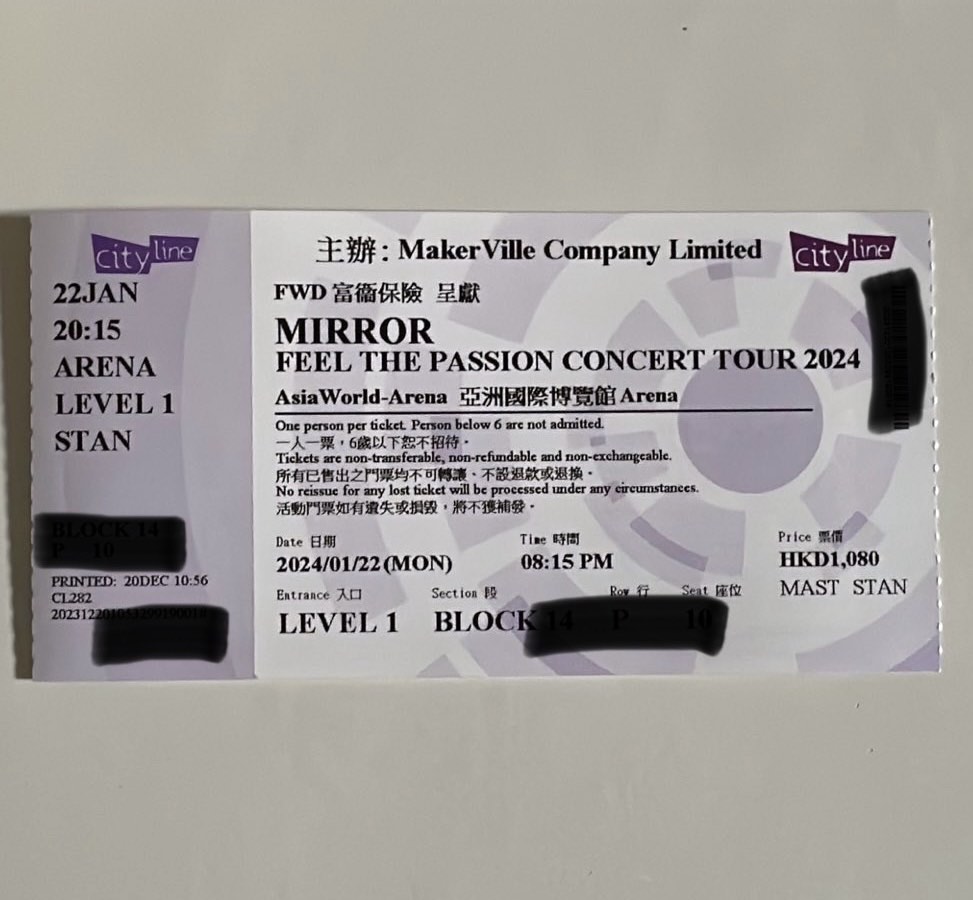 city line
22JAN
20:15
ARENA
LEVEL 1
STAN
PRINTED: 20DEC 10:56
CL282
主辦: MakerVille Company Limited
city line
FWD 富衞保險 呈獻
MIRROR
FEEL THE PASSION CONCERT TOUR 2024
AsiaWorld-Arena 亞洲國際博覽館 Arena
One person per ticket. Person below 6 are not admitted.
一人一票，6歲以下恕不招待。
Tickets are non-transferable, non-refundable and non-exchangeable.
所有已售出之門票均不可轉讓、不設退款或退換。
No reissue for any lost ticket will be processed under any circumstances.
活動門票如有遺失或損毀，將不獲補發。
Date 日期 Time 時間 Price 票價
2024/01/22(MON) 08:15 PM HKD1,080
Entrance 入口 Section 段 Row 行 Seat 座位 MAST STAN
LEVEL 1 BLOCK